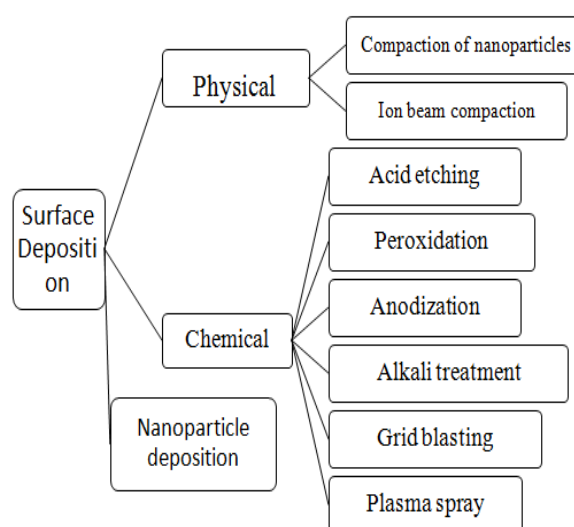 Surface
Depositi
on
Physical
Compaction of nanoparticles
Ion beam compaction
Chemical
Acid etching
Peroxidation
Anodization
Alkali treatment
Grid blasting
Plasma spray
Nanoparticle
deposition